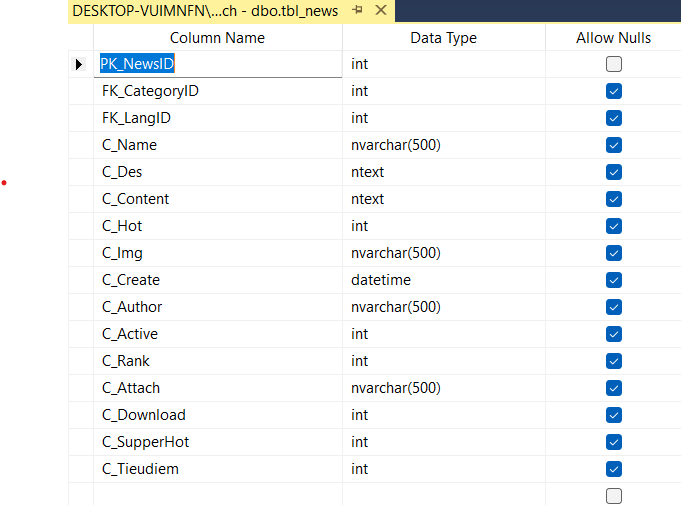 DESKTOP-VUIMNFN\...ch - dbo.tbl_news
Column Name Data Type Allow Nulls
PK_NewsID int
FK_CategoryID int
FK_LangID int
C_Name nvarchar(500)
C_Des ntext
C_Content ntext
C_Hot int
C_Img nvarchar(500)
C_Create datetime
C_Author nvarchar(500)
C_Active int
C_Rank int
C_Attach nvarchar(500)
C_Download int
C_SupperHot int
C_Tieudiem int